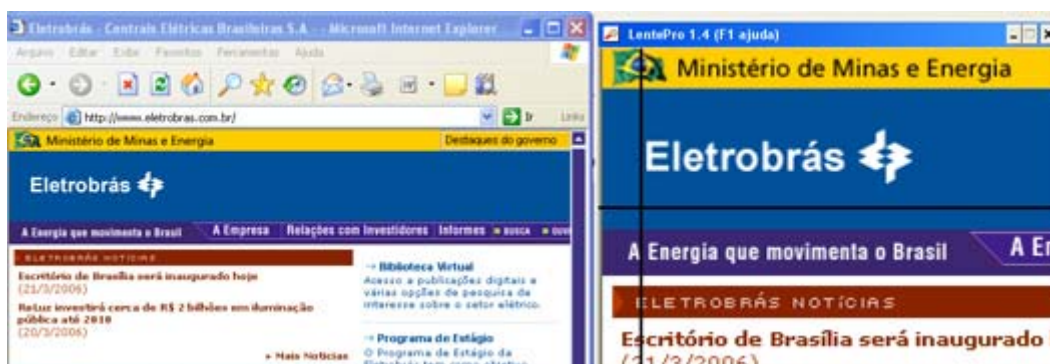 Eletrobrás - Centrais Elétricas Brasileiras S.A. - Microsoft Internet Explorer
Arquivo Editar Exibir Favoritos Ferramentas Ajuda
Endereço http://www.eletrobras.com.br/ Ir Links
Ministério de Minas e Energia Destaques do governo
Eletrobrás
A Energia que movimenta o Brasil A Empresa Relações com Investidores Informes BUSCA
ELETROBRÁS NOTÍCIAS
Escritório de Brasília será inaugurado hoje
(21/3/2006)
Reluz investirá cerca de R$ 2 bilhões em iluminação
pública até 2010
(20/3/2006)
» Mais Notícias
Biblioteca Virtual
Acesso a publicações digitais e
várias opções de pesquisa de
interesse sobre o setor elétrico.
Programa de Estágio
O Programa de Estágio da
LentePro 1.4 (F1 ajuda)
Ministério de Minas e Energia
Eletrobrás
A Energia que movimenta o Brasil
ELETROBRÁS NOTÍCIAS
Escritório de Brasília será inaugurado
(21/3/2006)